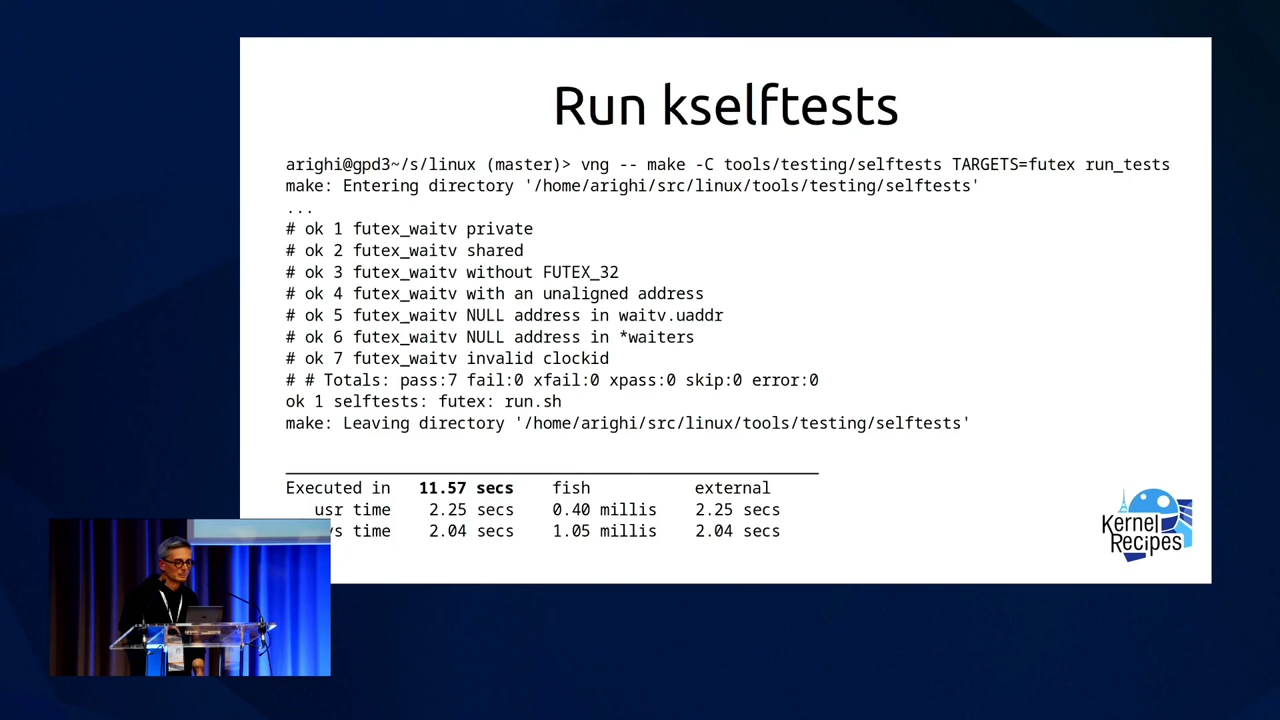 Run kselftests
arighi@gpd3~/s/linux (master)> vng -- make -C tools/testing/selftests TARGETS=futex run_tests
make: Entering directory '/home/arighi/src/linux/tools/testing/selftests'
...
# ok 1 futex_waitv private
# ok 2 futex_waitv shared
# ok 3 futex_waitv without FUTEX_32
# ok 4 futex_waitv with an unaligned address
# ok 5 futex_waitv NULL address in waitv.uaddr
# ok 6 futex_waitv NULL address in *waiters
# ok 7 futex_waitv invalid clockid
# # Totals: pass:7 fail:0 xfail:0 xpass:0 skip:0 error:0
ok 1 selftests: futex: run.sh
make: Leaving directory '/home/arighi/src/linux/tools/testing/selftests'
Executed in 11.57 secs fish external
usr time 2.25 secs 0.40 millis 2.25 secs
time 2.04 secs 1.05 millis 2.04 secs
Kernel
Recipes